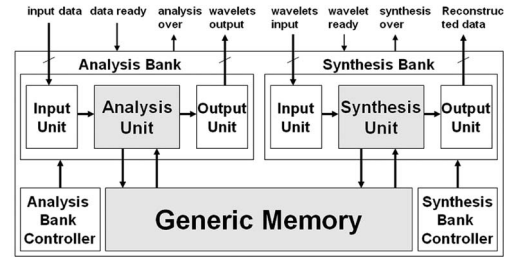 input data data ready analysis over wavelets output wavelets input wavelet ready synthesis over Reconstruc ted data
Analysis Bank Synthesis Bank
Input Unit
Analysis Unit
Output Unit
Input Unit
Synthesis Unit
Output Unit
Analysis Bank Controller
Generic Memory
Synthesis Bank Controller